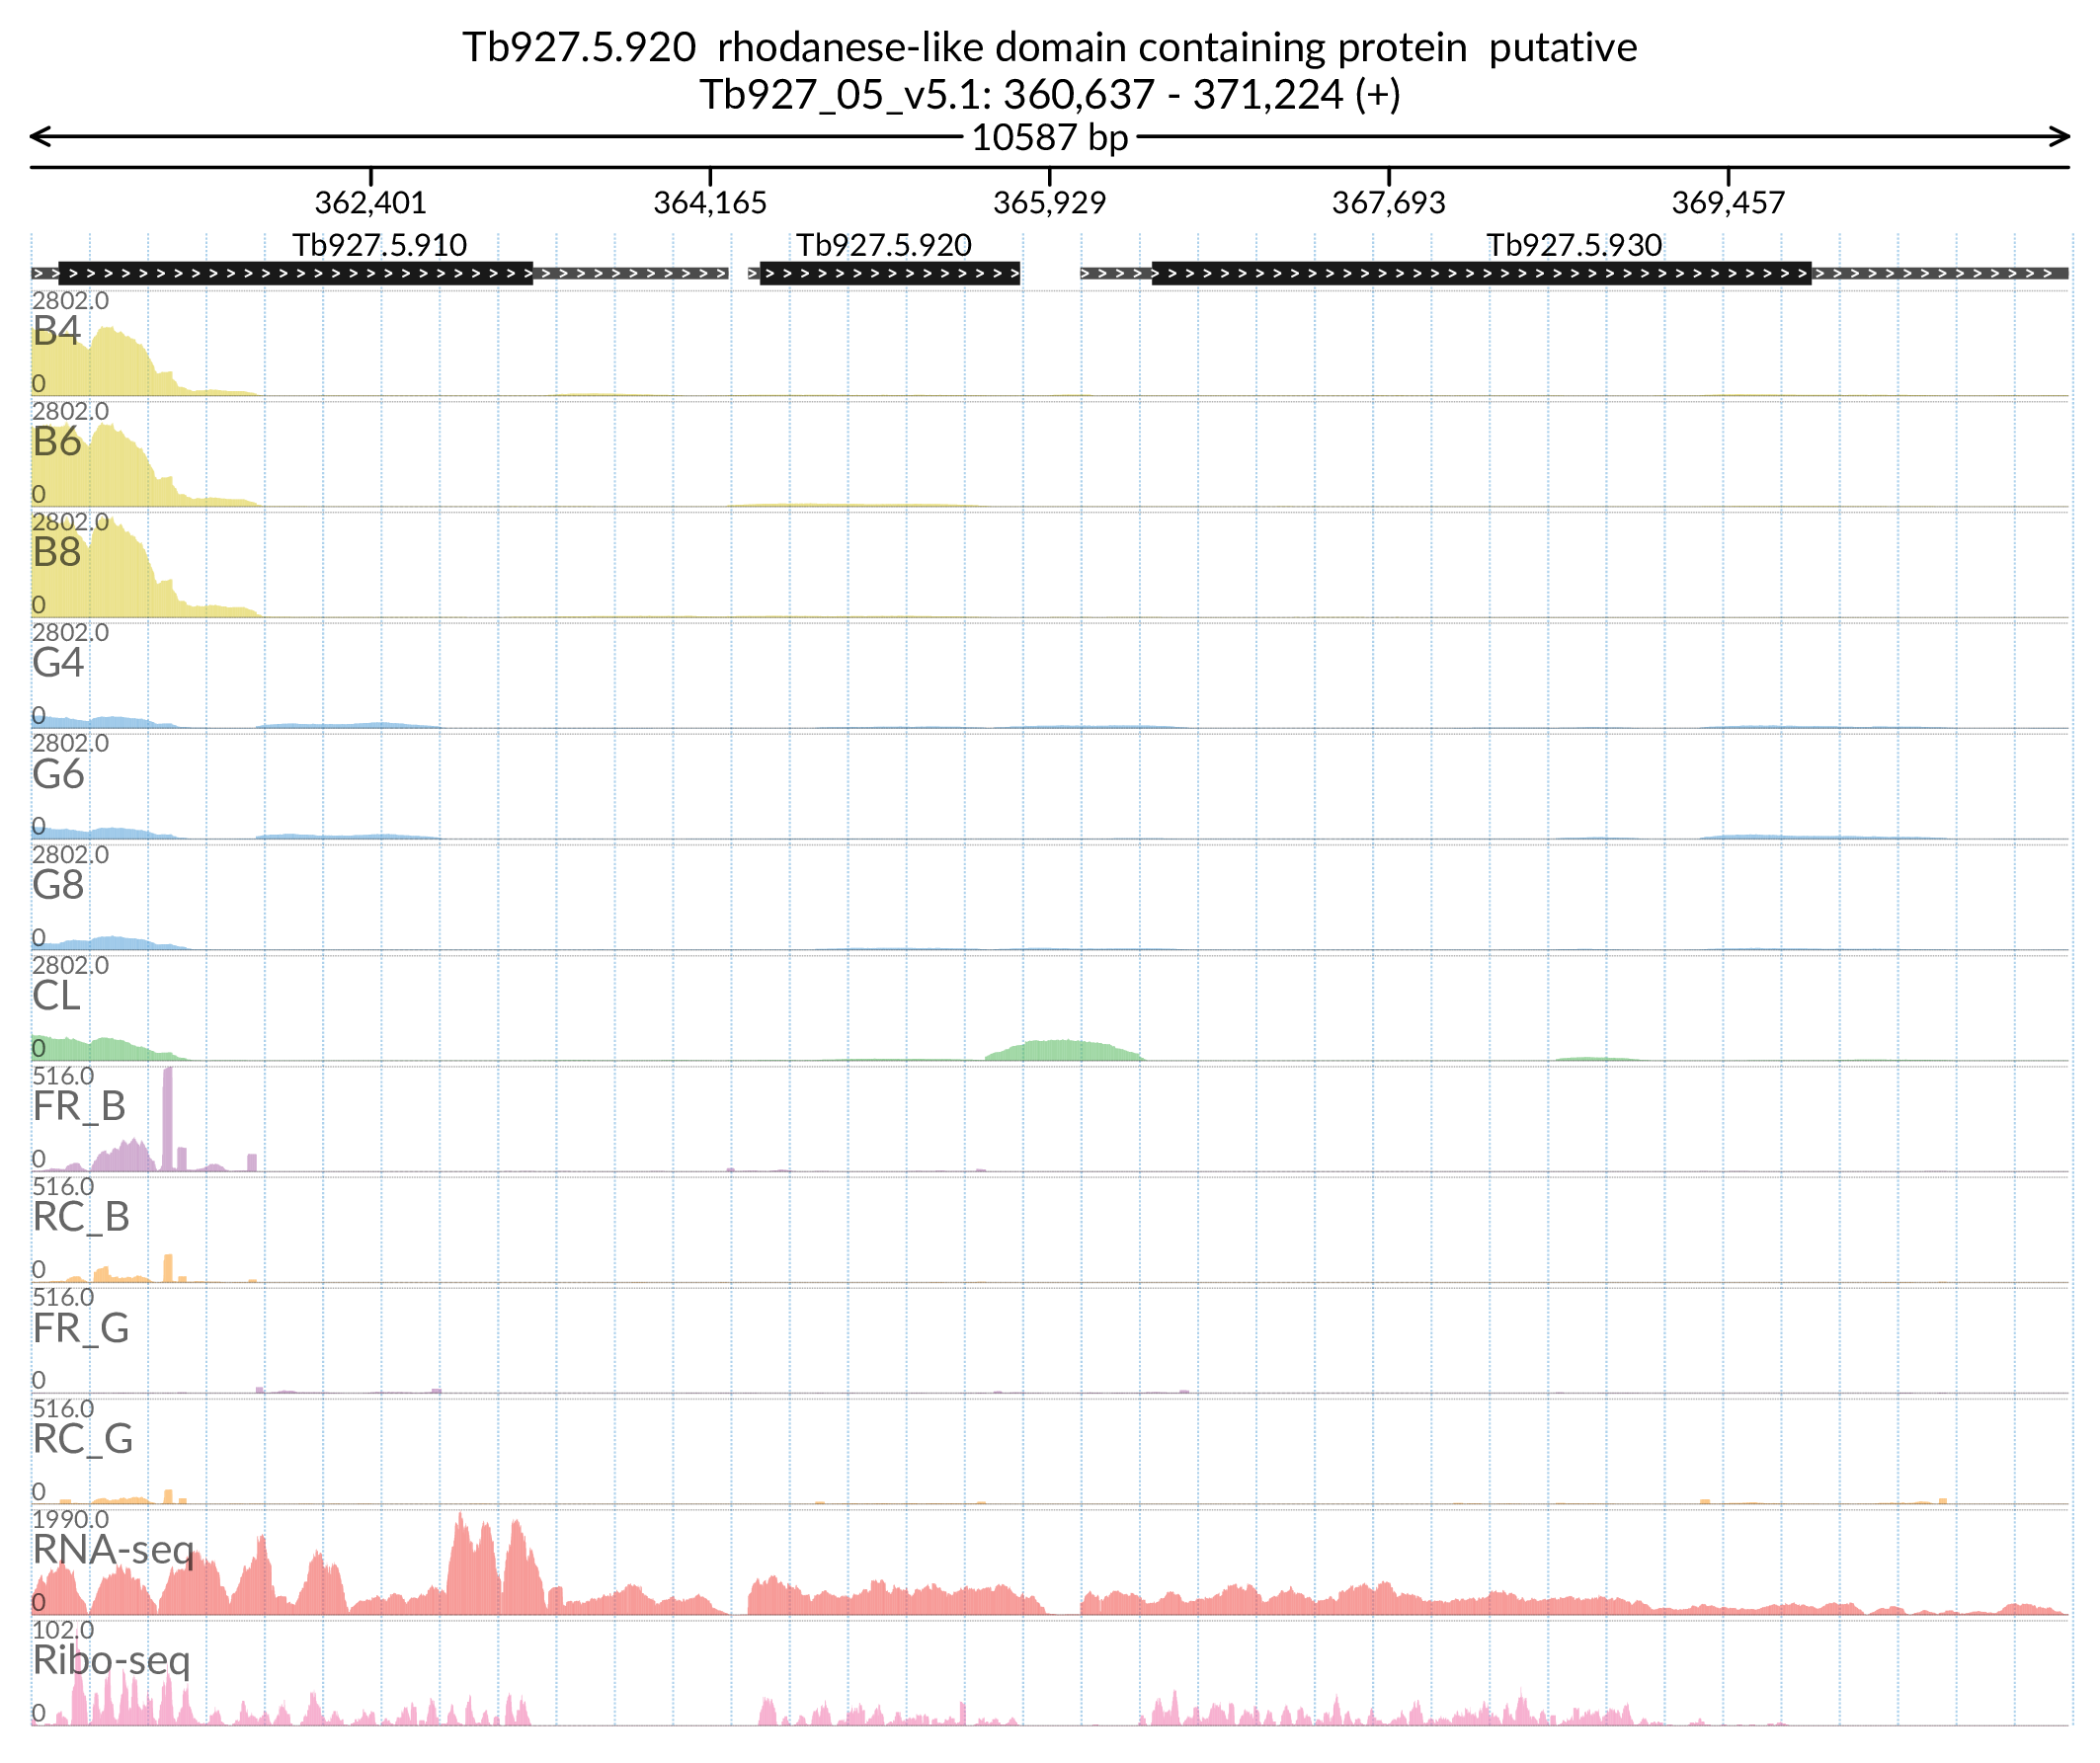 Tb927.5.920  rhodanese-like domain containing protein  putative
Tb927_05_v5.1: 360,637 - 371,224 (+)
10587 bp
362,401 364,165 365,929 367,693 369,457
Tb927.5.910 Tb927.5.920 Tb927.5.930
2802.0
B4
0
2802.0
B6
0
2802.0
B8
0
2802.0
G4
0
2802.0
G6
0
2802.0
G8
0
2802.0
CL
0
516.0
FR_B
0
516.0
RC_B
0
516.0
FR_G
0
516.0
RC_G
0
1990.0
RNA-seq
0
102.0
Ribo-seq
0